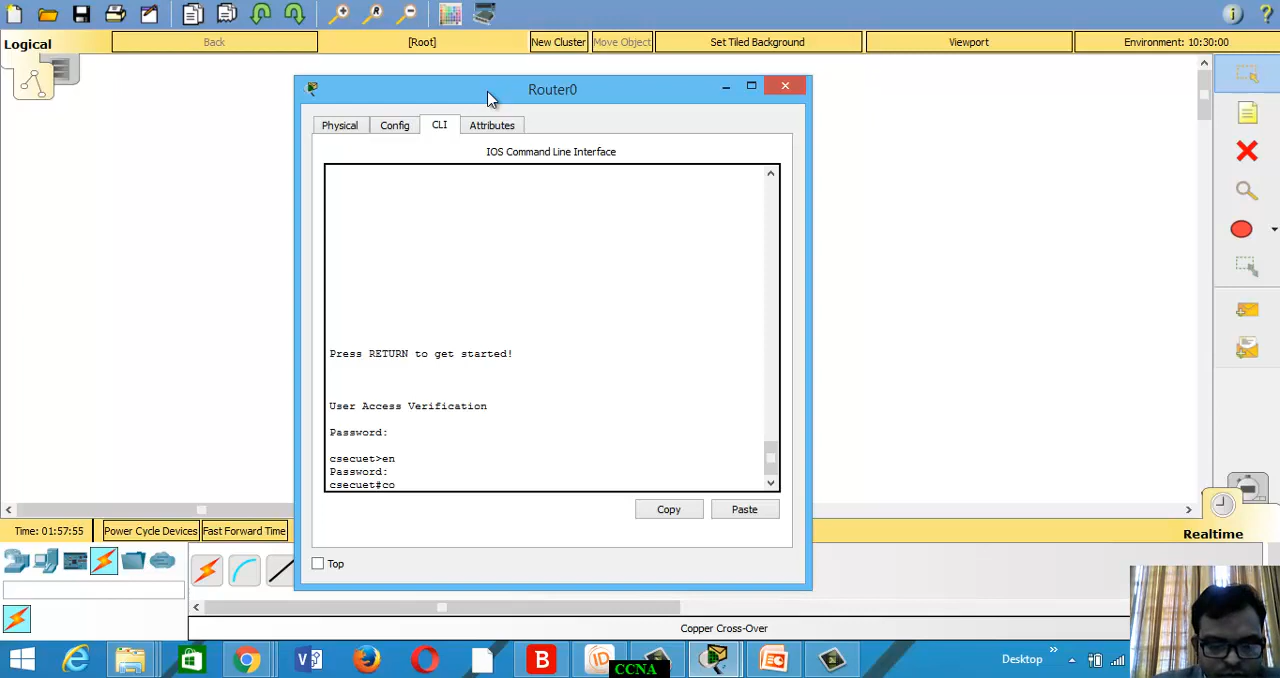 Logical
Back
[Root]
New Cluster
Move Object
Set Tiled Background
Viewport
Environment: 10:30:00
Router0
Physical
Config
CLI
Attributes
IOS Command Line Interface
Press RETURN to get started!
User Access Verification
Password:
csecuet>en
Password:
csecuet#co
Copy
Paste
Top
Time: 01:57:55
Power Cycle Devices
Fast Forward Time
Realtime
Copper Cross-Over
CCNA
Desktop